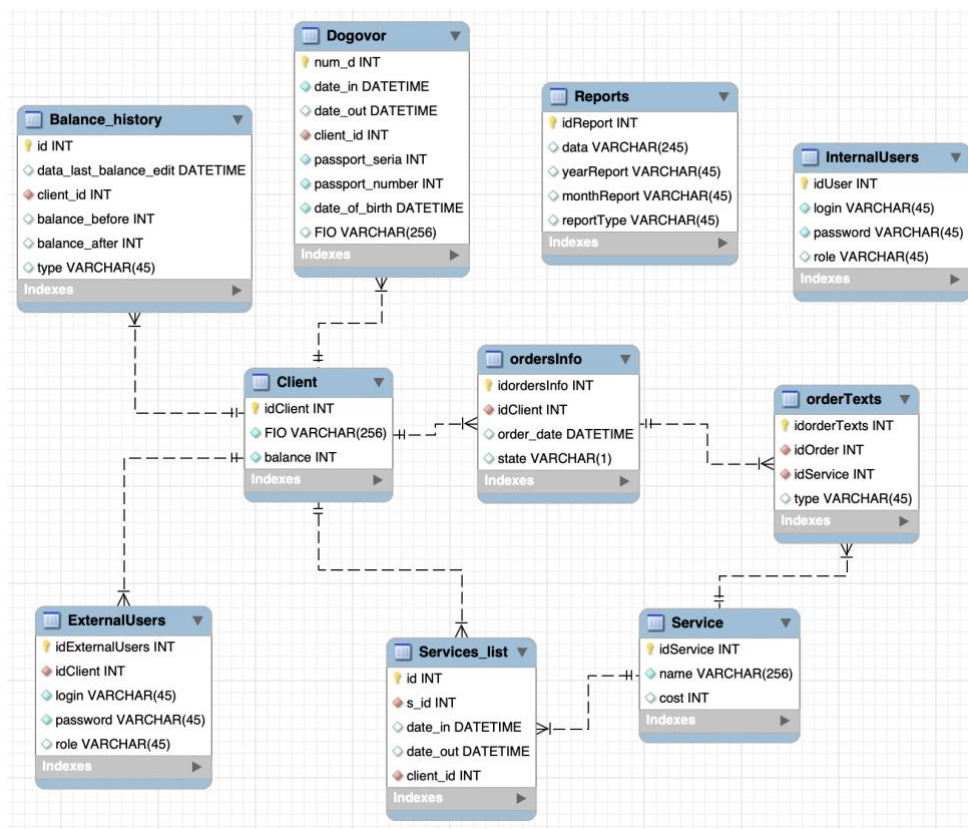 Dogovor
num_d INT
date_in DATETIME
date_out DATETIME
client_id INT
passport_seria INT
passport_number INT
date_of_birth DATETIME
FIO VARCHAR(256)
Indexes
Reports
idReport INT
data VARCHAR(245)
yearReport VARCHAR(45)
monthReport VARCHAR(45)
reportType VARCHAR(45)
Indexes
Balance_history
id INT
data_last_balance_edit DATETIME
client_id INT
balance_before INT
balance_after INT
type VARCHAR(45)
Indexes
InternalUsers
idUser INT
login VARCHAR(45)
password VARCHAR(45)
role VARCHAR(45)
Indexes
Client
idClient INT
FIO VARCHAR(256)
balance INT
Indexes
ordersInfo
idordersInfo INT
idClient INT
order_date DATETIME
state VARCHAR(1)
Indexes
orderTexts
idorderTexts INT
idOrder INT
idService INT
type VARCHAR(45)
Indexes
ExternalUsers
idExternalUsers INT
idClient INT
login VARCHAR(45)
password VARCHAR(45)
role VARCHAR(45)
Indexes
Services_list
id INT
s_id INT
date_in DATETIME
date_out DATETIME
client_id INT
Indexes
Service
idService INT
name VARCHAR(256)
cost INT
Indexes